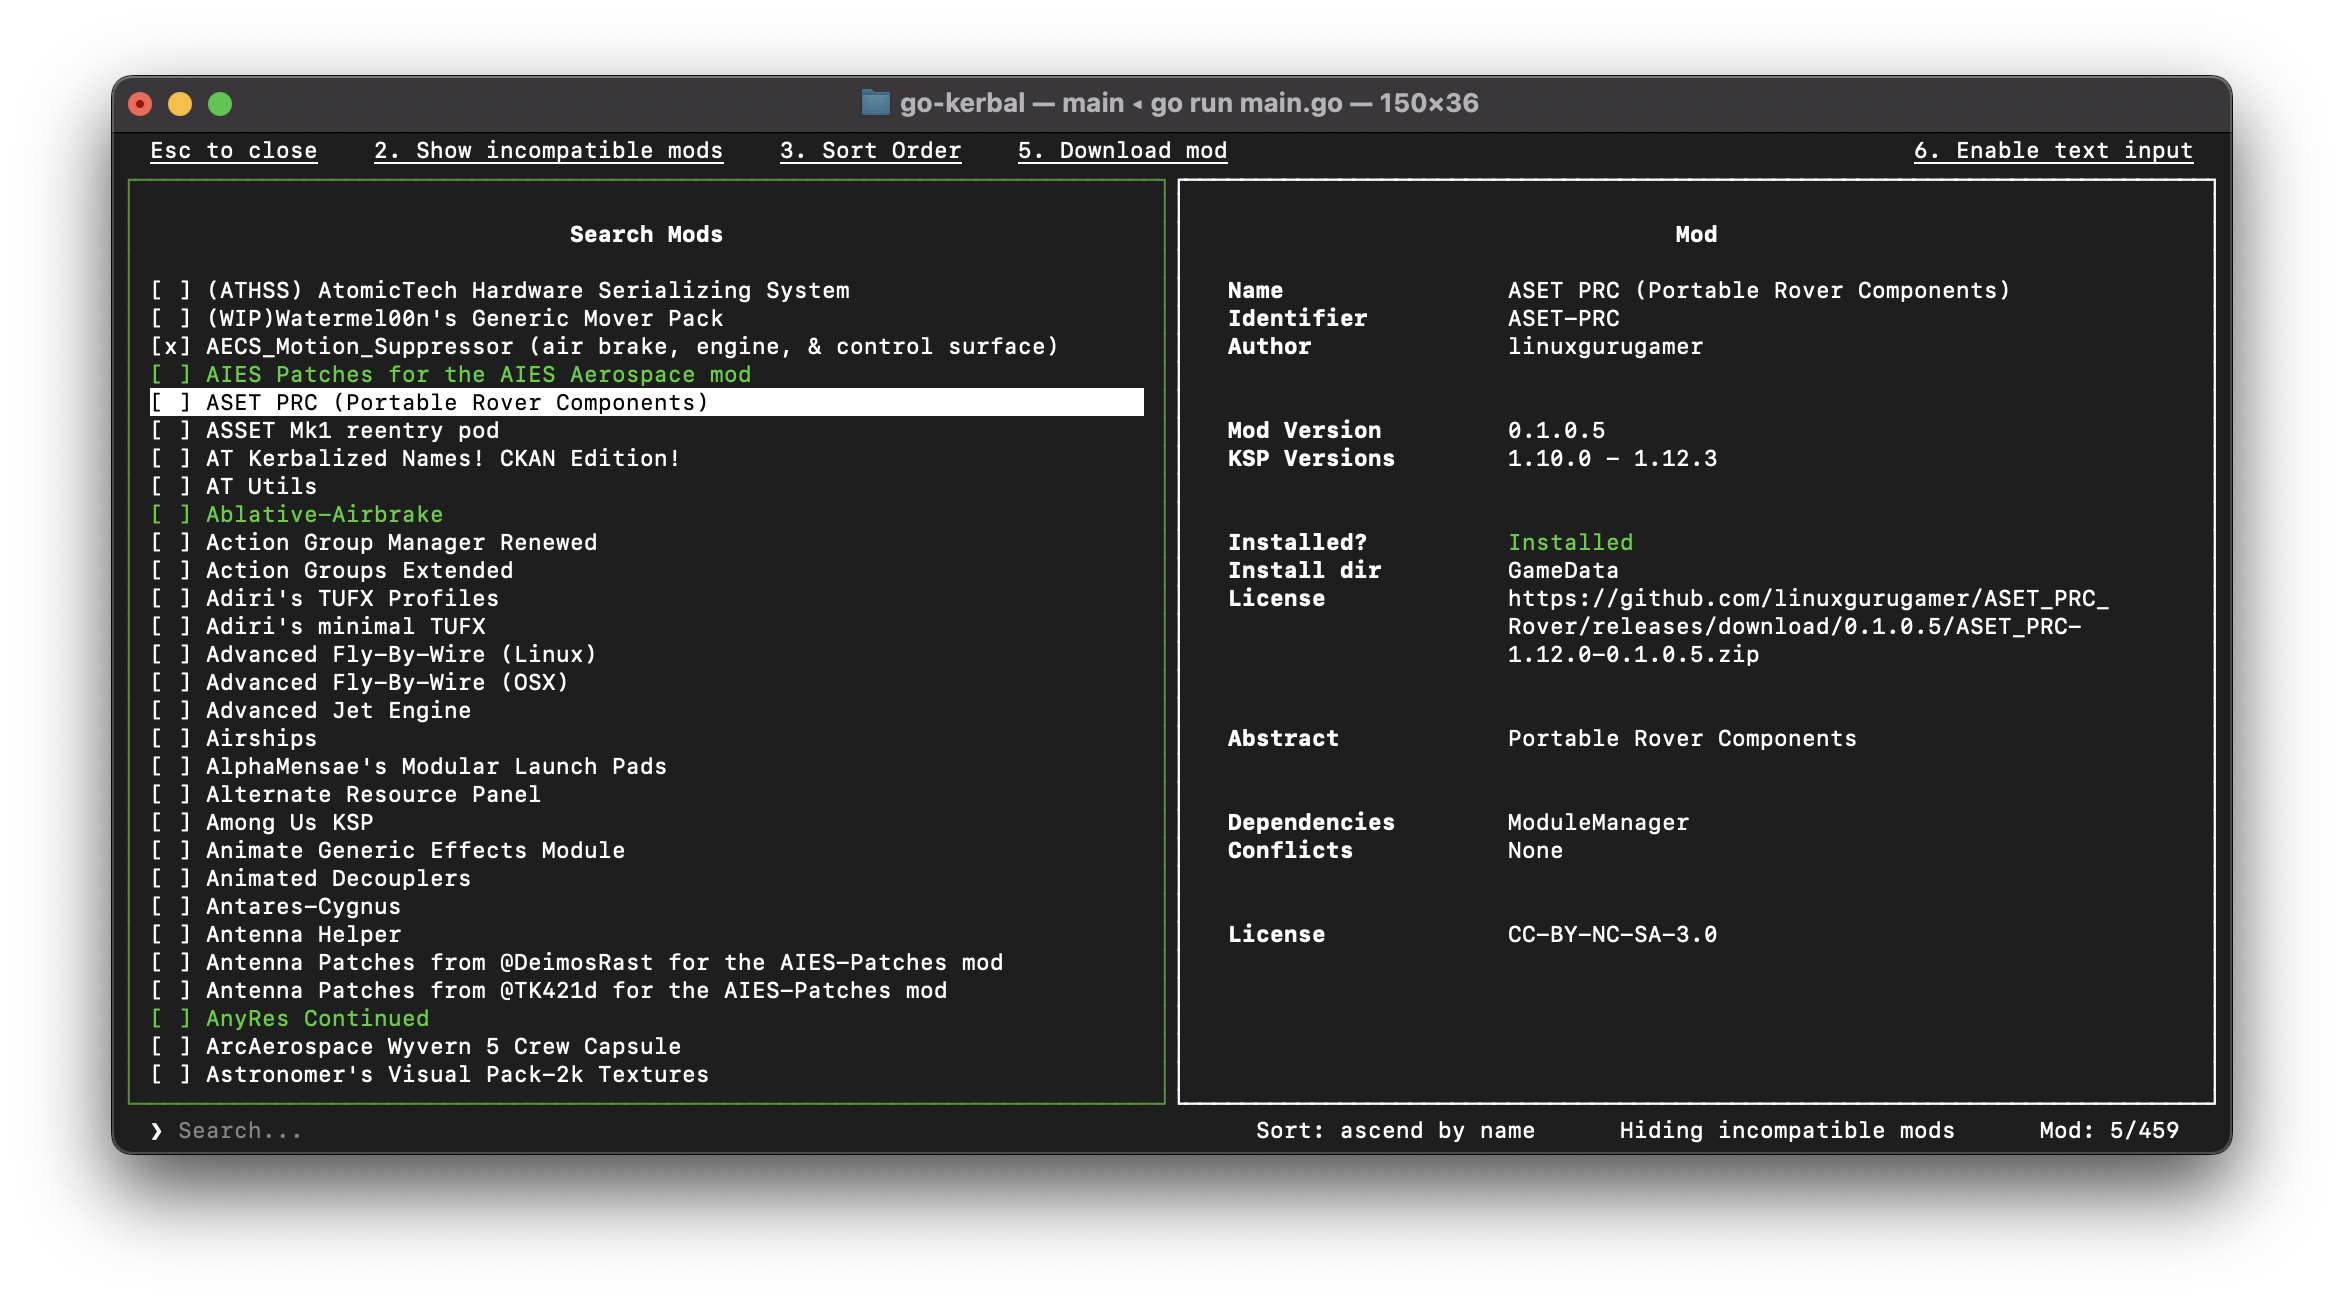 go-kerbal — main ◂ go run main.go — 150×36
Esc to close    2. Show incompatible mods    3. Sort Order    5. Download mod    6. Enable text input
Search Mods
[ ] (ATHSS) AtomicTech Hardware Serializing System
[ ] (WIP)Watermel00n's Generic Mover Pack
[x] AECS_Motion_Suppressor (air brake, engine, & control surface)
[ ] AIES Patches for the AIES Aerospace mod
[ ] ASET PRC (Portable Rover Components)
[ ] ASSET Mk1 reentry pod
[ ] AT Kerbalized Names! CKAN Edition!
[ ] AT Utils
[ ] Ablative-Airbrake
[ ] Action Group Manager Renewed
[ ] Action Groups Extended
[ ] Adiri's TUFX Profiles
[ ] Adiri's minimal TUFX
[ ] Advanced Fly-By-Wire (Linux)
[ ] Advanced Fly-By-Wire (OSX)
[ ] Advanced Jet Engine
[ ] Airships
[ ] AlphaMensae's Modular Launch Pads
[ ] Alternate Resource Panel
[ ] Among Us KSP
[ ] Animate Generic Effects Module
[ ] Animated Decouplers
[ ] Antares-Cygnus
[ ] Antenna Helper
[ ] Antenna Patches from @DeimosRast for the AIES-Patches mod
[ ] Antenna Patches from @TK421d for the AIES-Patches mod
[ ] AnyRes Continued
[ ] ArcAerospace Wyvern 5 Crew Capsule
[ ] Astronomer's Visual Pack-2k Textures
Mod
Name    ASET PRC (Portable Rover Components)
Identifier    ASET-PRC
Author    linuxgurugamer
Mod Version    0.1.0.5
KSP Versions    1.10.0 - 1.12.3
Installed?    Installed
Install dir    GameData
License    https://github.com/linuxgurugamer/ASET_PRC_
Rover/releases/download/0.1.0.5/ASET_PRC-
1.12.0-0.1.0.5.zip
Abstract    Portable Rover Components
Dependencies    ModuleManager
Conflicts    None
License    CC-BY-NC-SA-3.0
❯ Search...    Sort: ascend by name    Hiding incompatible mods    Mod: 5/459